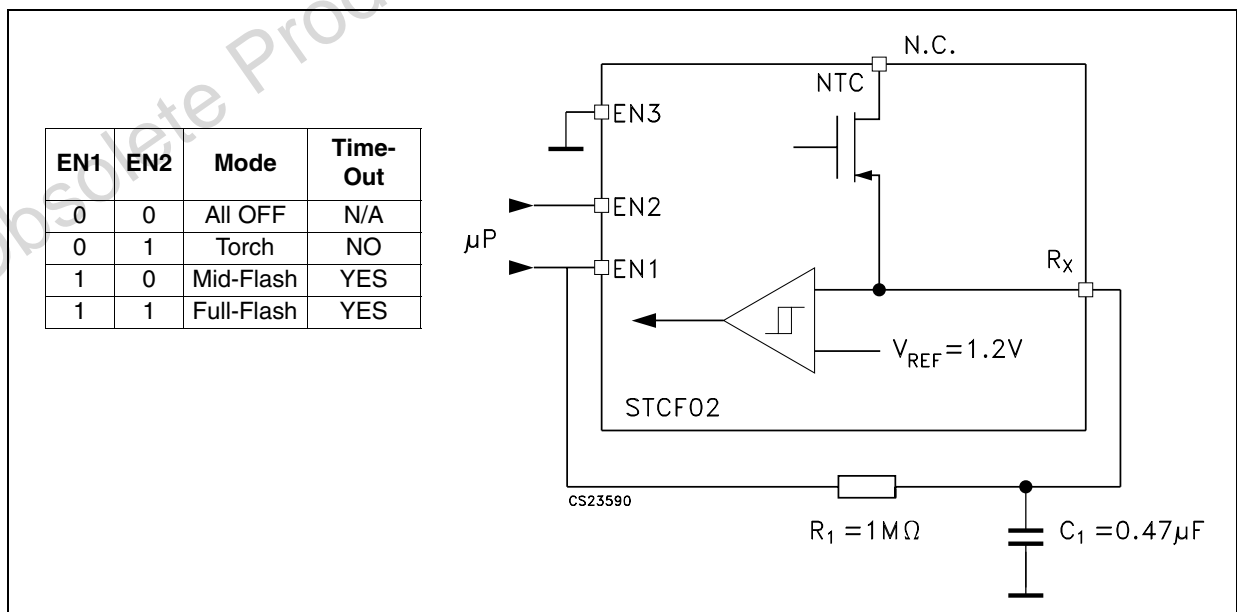 Obsolete Prod
EN1 EN2 Mode Time-Out
0 0 All OFF N/A
0 1 Torch NO
1 0 Mid-Flash YES
1 1 Full-Flash YES
N.C.
NTC
EN3
EN2
µP
EN1
RX
VREF=1.2V
STCF02
CS23590
R1=1MΩ
C1=0.47µF